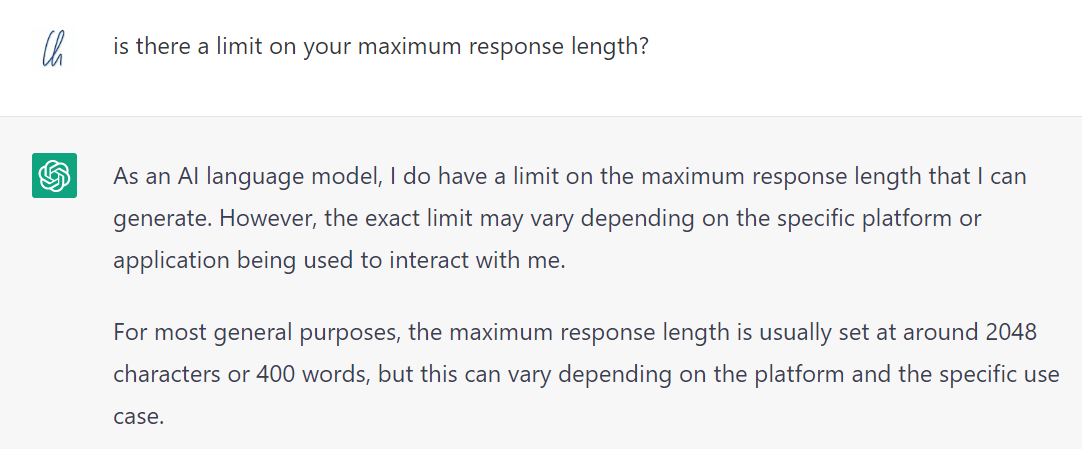 is there a limit on your maximum response length?
As an AI language model, I do have a limit on the maximum response length that I can
generate. However, the exact limit may vary depending on the specific platform or
application being used to interact with me.
For most general purposes, the maximum response length is usually set at around 2048
characters or 400 words, but this can vary depending on the platform and the specific use
case.